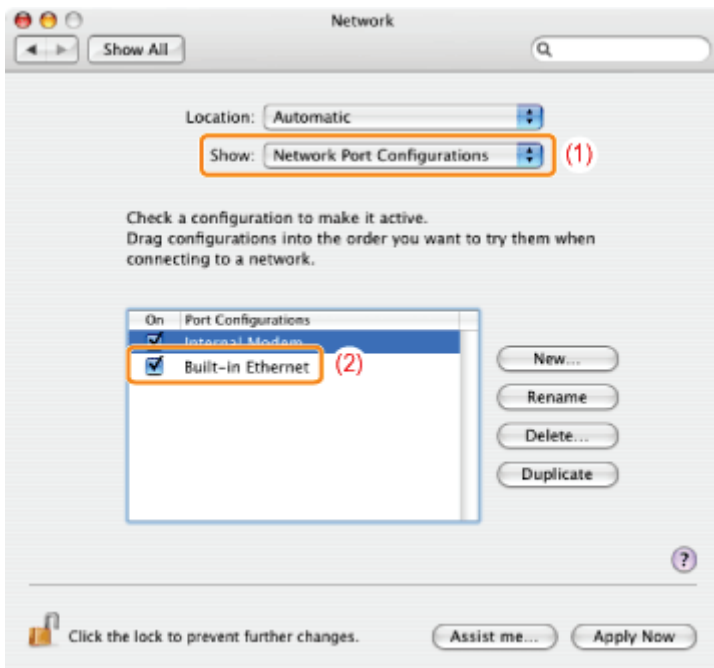 Network
Show All
Location: Automatic
Show: Network Port Configurations (1)
Check a configuration to make it active.
Drag configurations into the order you want to try them when
connecting to a network.
On Port Configurations
Internal Modem
Built-in Ethernet (2)
New...
Rename
Delete...
Duplicate
?
Click the lock to prevent further changes.
Assist me... Apply Now